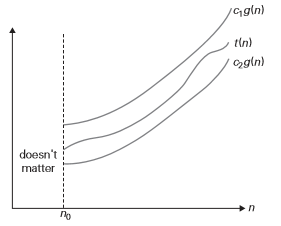 c₁g(n)
t(n)
c₂g(n)
doesn't
matter
n₀
n